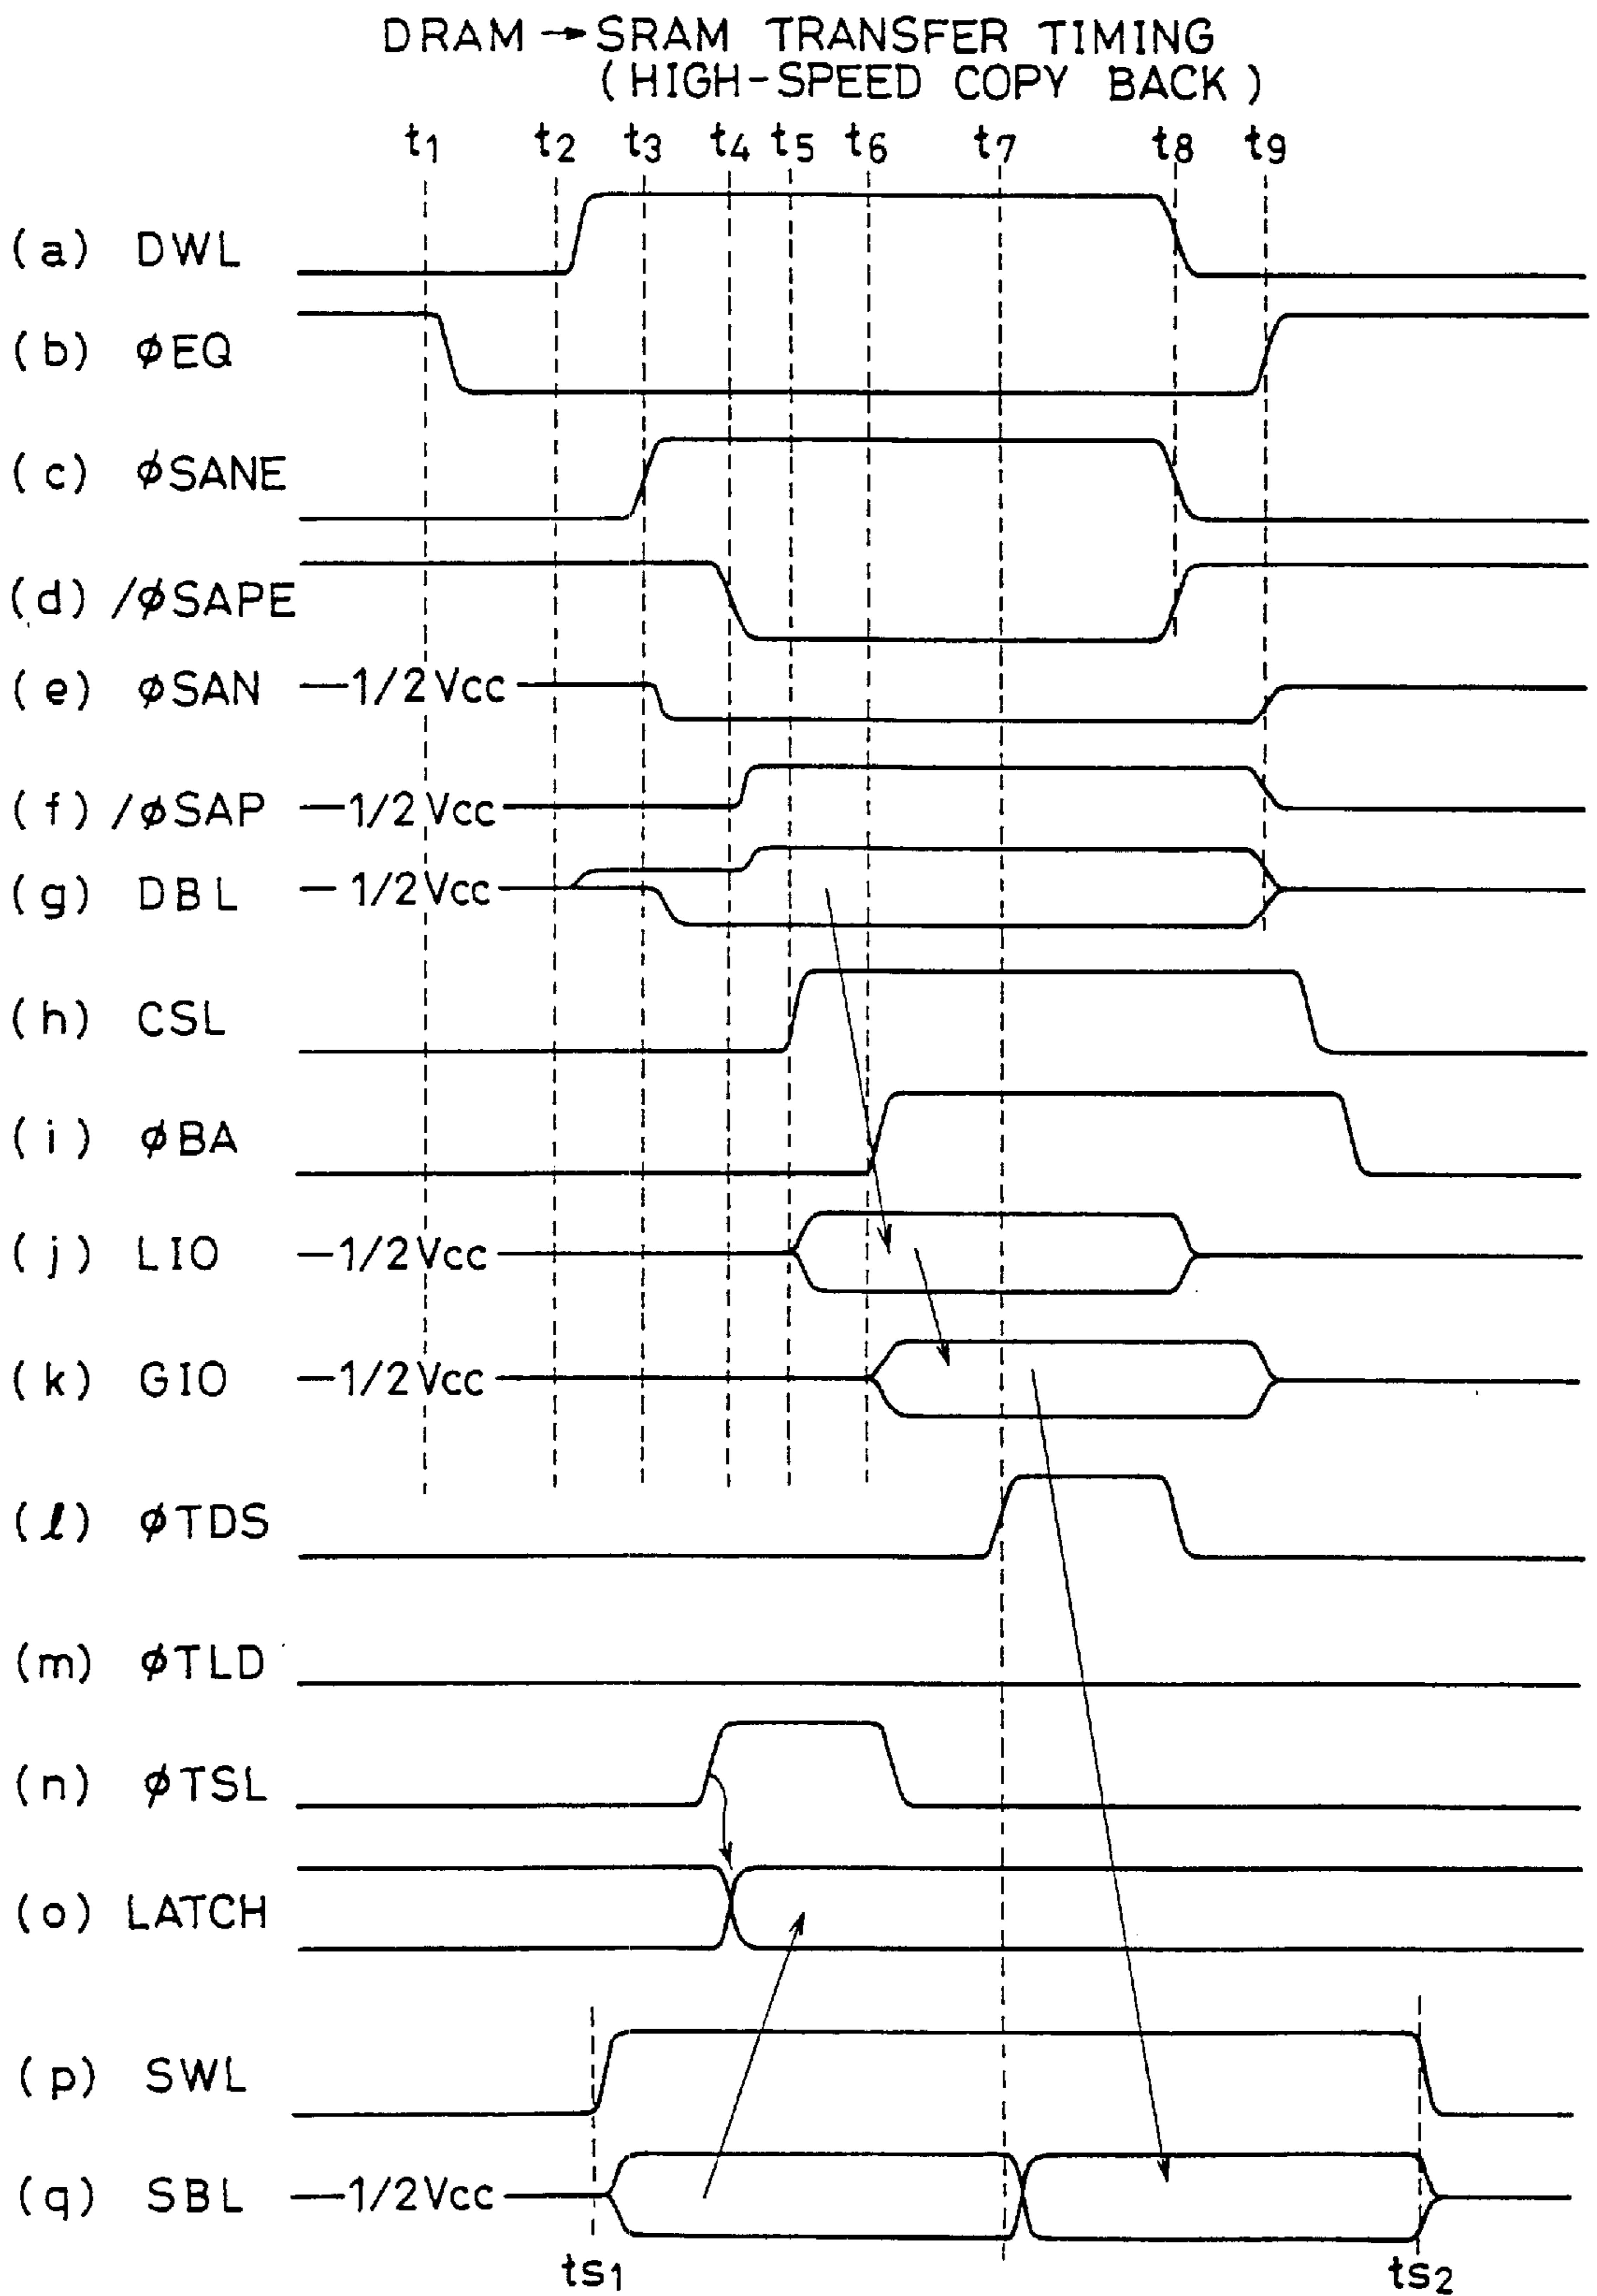 DRAM → SRAM TRANSFER TIMING
(HIGH-SPEED COPY BACK)
t1 t2 t3 t4 t5 t6 t7 t8 t9
(a) DWL
(b) φEQ
(c) φSANE
(d) /φSAPE
(e) φSAN 1/2Vcc
(f) /φSAP 1/2Vcc
(g) DBL 1/2Vcc
(h) CSL
(i) φBA
(j) LIO 1/2Vcc
(k) GIO 1/2Vcc
(l) φTDS
(m) φTLD
(n) φTSL
(o) LATCH
(p) SWL
(q) SBL 1/2Vcc
ts1 ts2